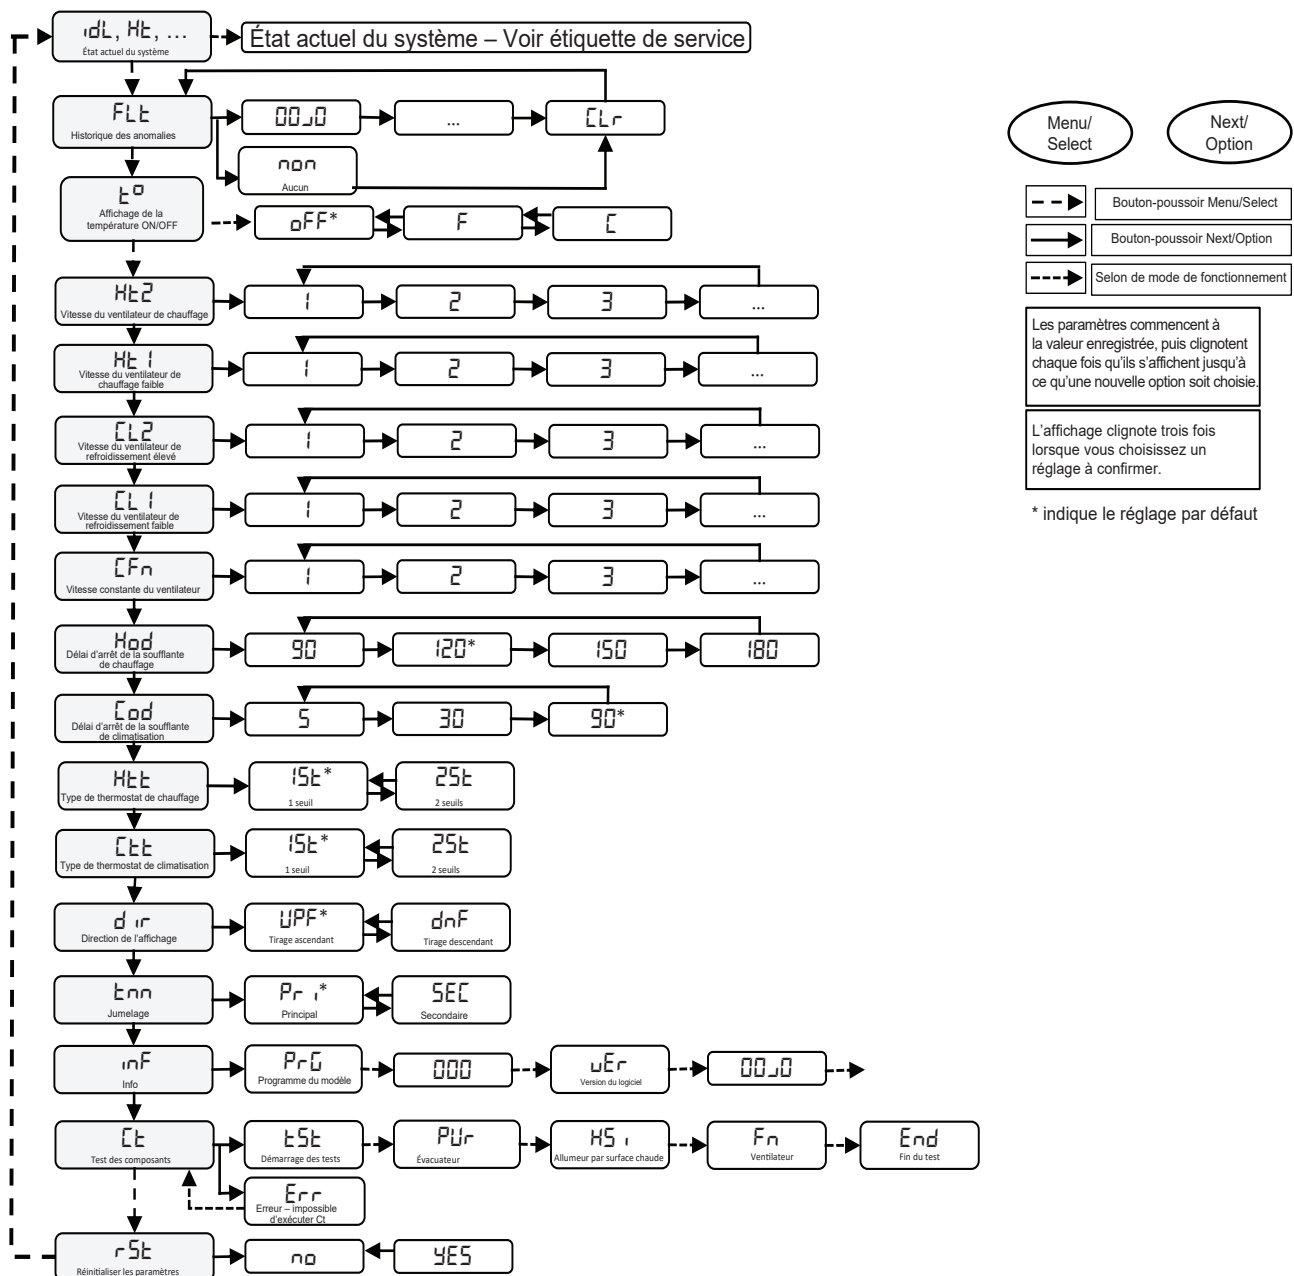 idL, Ht, ...
État actuel du système
État actuel du système – Voir étiquette de service
FLt
Historique des anomalies
00_0
...
CLr
non
Aucun
t°
Affichage de la
température ON/OFF
oFF*
F
C
Ht2
Vitesse du ventilateur de chauffage
1
2
3
...
Ht1
Vitesse du ventilateur de
chauffage faible
1
2
3
...
CL2
Vitesse du ventilateur de
refroidissement élevé
1
2
3
...
CL1
Vitesse du ventilateur de
refroidissement faible
1
2
3
...
CFn
Vitesse constante du ventilateur
1
2
3
...
Hod
Délai d'arrêt de la soufflante
de chauffage
90
120*
150
180
Cod
Délai d'arrêt de la soufflante
de climatisation
5
30
90*
Htt
Type de thermostat de chauffage
1St*
1 seuil
2St
2 seuils
Ctt
Type de thermostat de climatisation
1St*
1 seuil
2St
2 seuils
dir
Direction de l'affichage
UPF*
Tirage ascendant
dnF
Tirage descendant
tnn
Jumelage
Pri*
Principal
SEC
Secondaire
inF
Info
PrG
Programme du modèle
000
uEr
Version du logiciel
00_0
Ct
Test des composants
tSt
Démarrage des tests
PUr
Évacuateur
HSi
Allumeur par surface chaude
Fn
Ventilateur
End
Fin du test
Err
Erreur – impossible
d'exécuter Ct
rSt
Réinitialiser les paramètres
no
YES
Menu/
Select
Next/
Option
Bouton-poussoir Menu/Select
Bouton-poussoir Next/Option
Selon de mode de fonctionnement
Les paramètres commencent à
la valeur enregistrée, puis clignotent
chaque fois qu'ils s'affichent jusqu'à
ce qu'une nouvelle option soit choisie.
L'affichage clignote trois fois
lorsque vous choisissez un
réglage à confirmer.
* indique le réglage par défaut